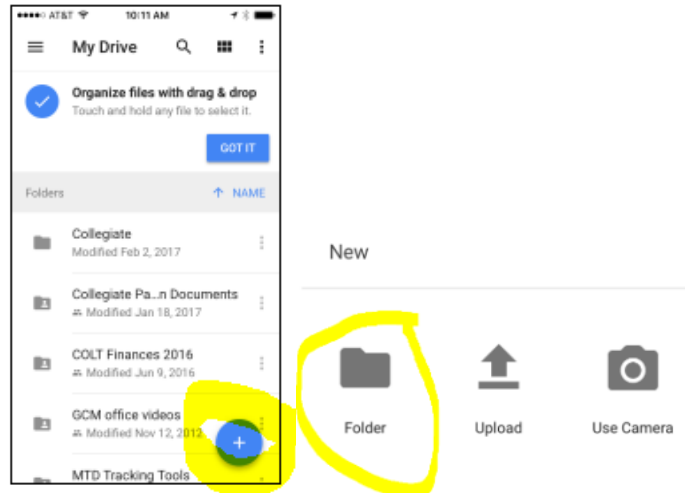 AT&T 10:11 AM
My Drive
Organize files with drag & drop
Touch and hold any file to select it.
GOT IT
Folders NAME
Collegiate
Modified Feb 2, 2017
Collegiate Pa...n Documents
Modified Jan 18, 2017
COLT Finances 2016
Modified Jun 9, 2016
GCM office videos
Modified Nov 12, 2012
MTD Tracking Tools
New
Folder
Upload
Use Camera